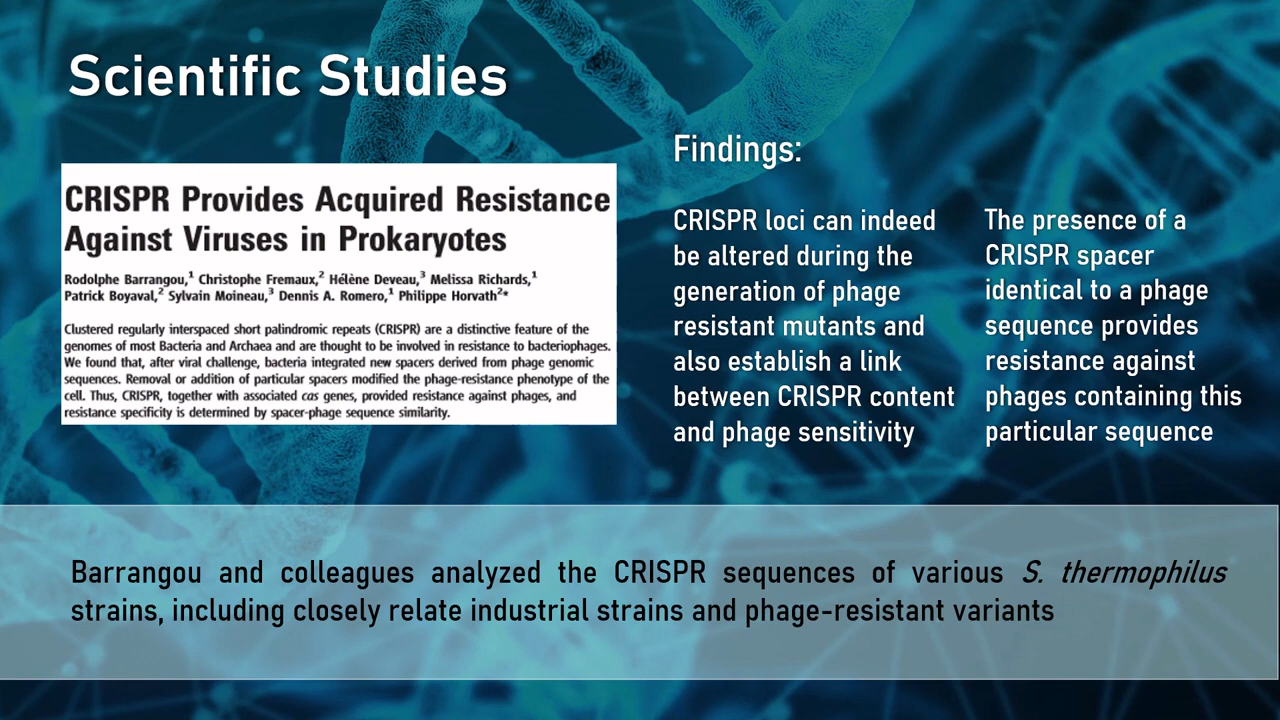 Scientific Studies
CRISPR Provides Acquired Resistance
Against Viruses in Prokaryotes
Rodolphe Barrangou,¹ Christophe Fremaux,² Hélène Deveau,³ Melissa Richards,¹
Patrick Boyaval,² Sylvain Moineau,³ Dennis A. Romero,¹ Philippe Horvath²*
Clustered regularly interspaced short palindromic repeats (CRISPR) are a distinctive feature of the
genomes of most Bacteria and Archaea and are thought to be involved in resistance to bacteriophages.
We found that, after viral challenge, bacteria integrated new spacers derived from phage genomic
sequences. Removal or addition of particular spacers modified the phage-resistance phenotype of the
cell. Thus, CRISPR, together with associated cas genes, provided resistance against phages, and
resistance specificity is determined by spacer-phage sequence similarity.
Findings:
CRISPR loci can indeed
be altered during the
generation of phage
resistant mutants and
also establish a link
between CRISPR content
and phage sensitivity
The presence of a
CRISPR spacer
identical to a phage
sequence provides
resistance against
phages containing this
particular sequence
Barrangou and colleagues analyzed the CRISPR sequences of various S. thermophilus
strains, including closely relate industrial strains and phage-resistant variants